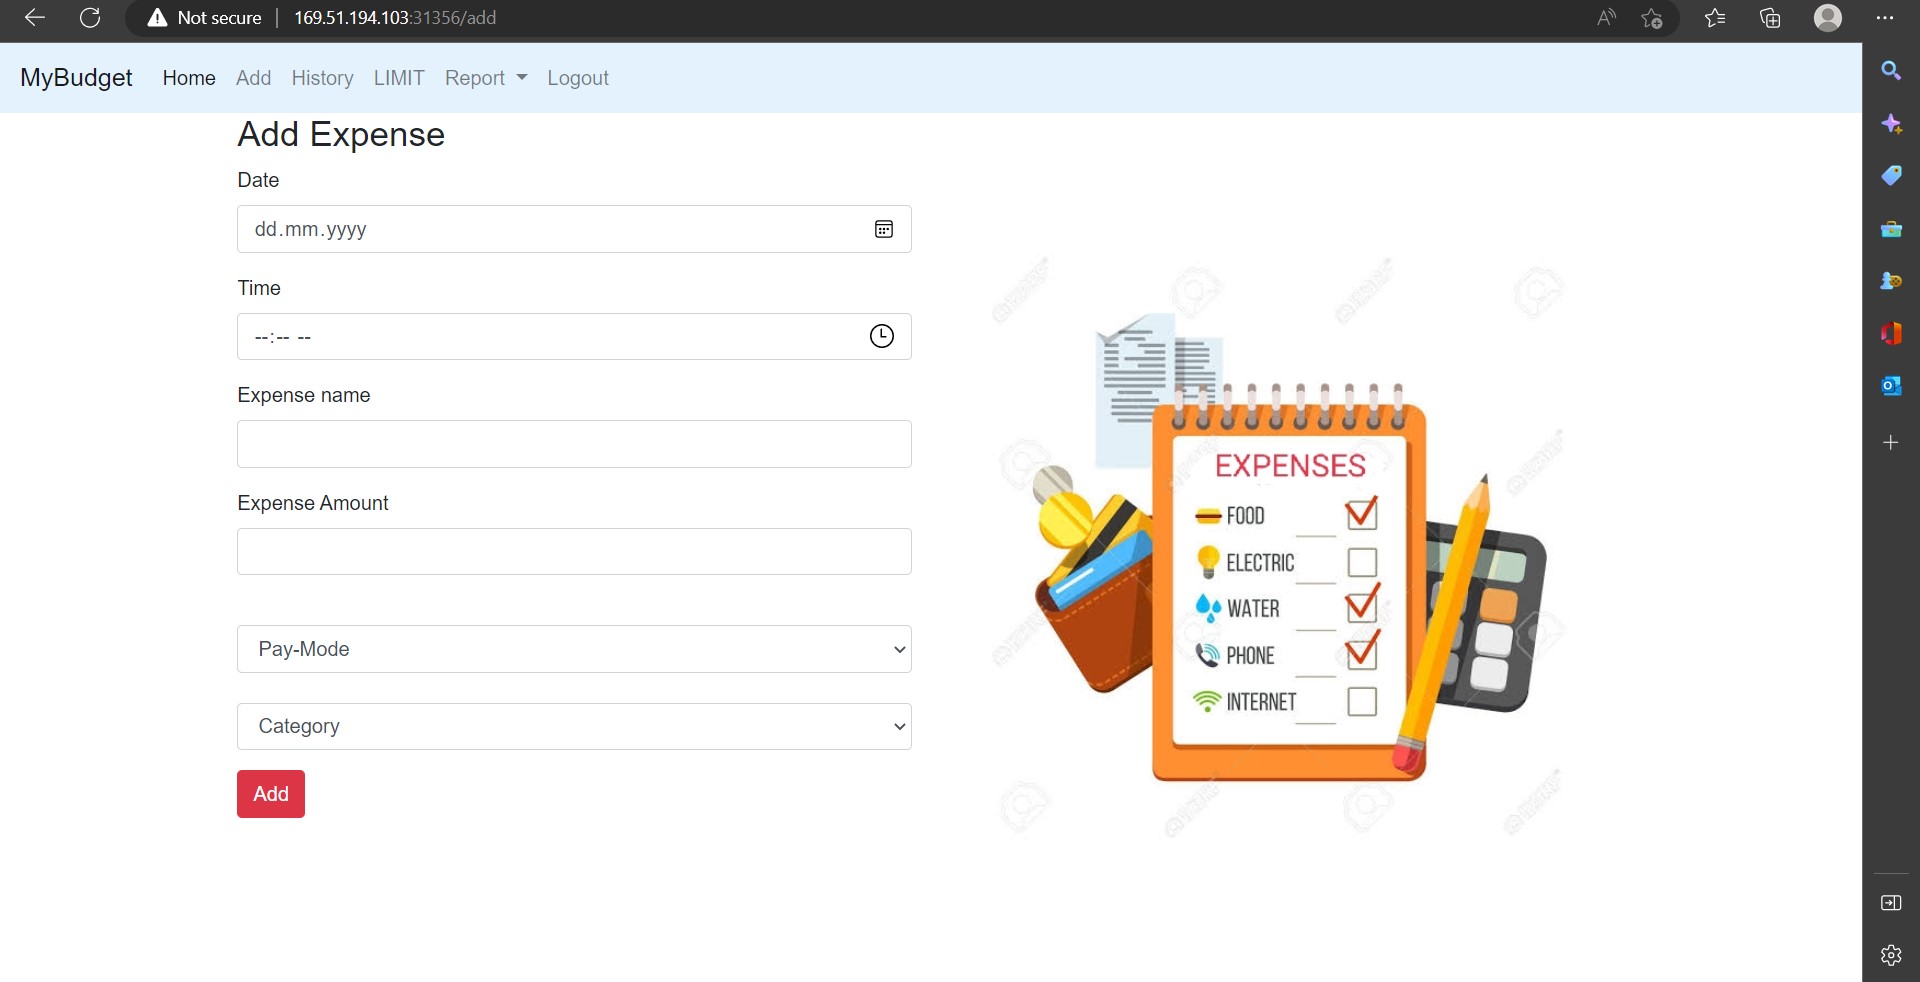 Not secure | 169.51.194.103:31356/add
MyBudget Home Add History LIMIT Report Logout
Add Expense
Date
dd.mm.yyyy
Time
--:-- --
Expense name
Expense Amount
Pay-Mode
Category
Add
EXPENSES
FOOD
ELECTRIC
WATER
PHONE
INTERNET